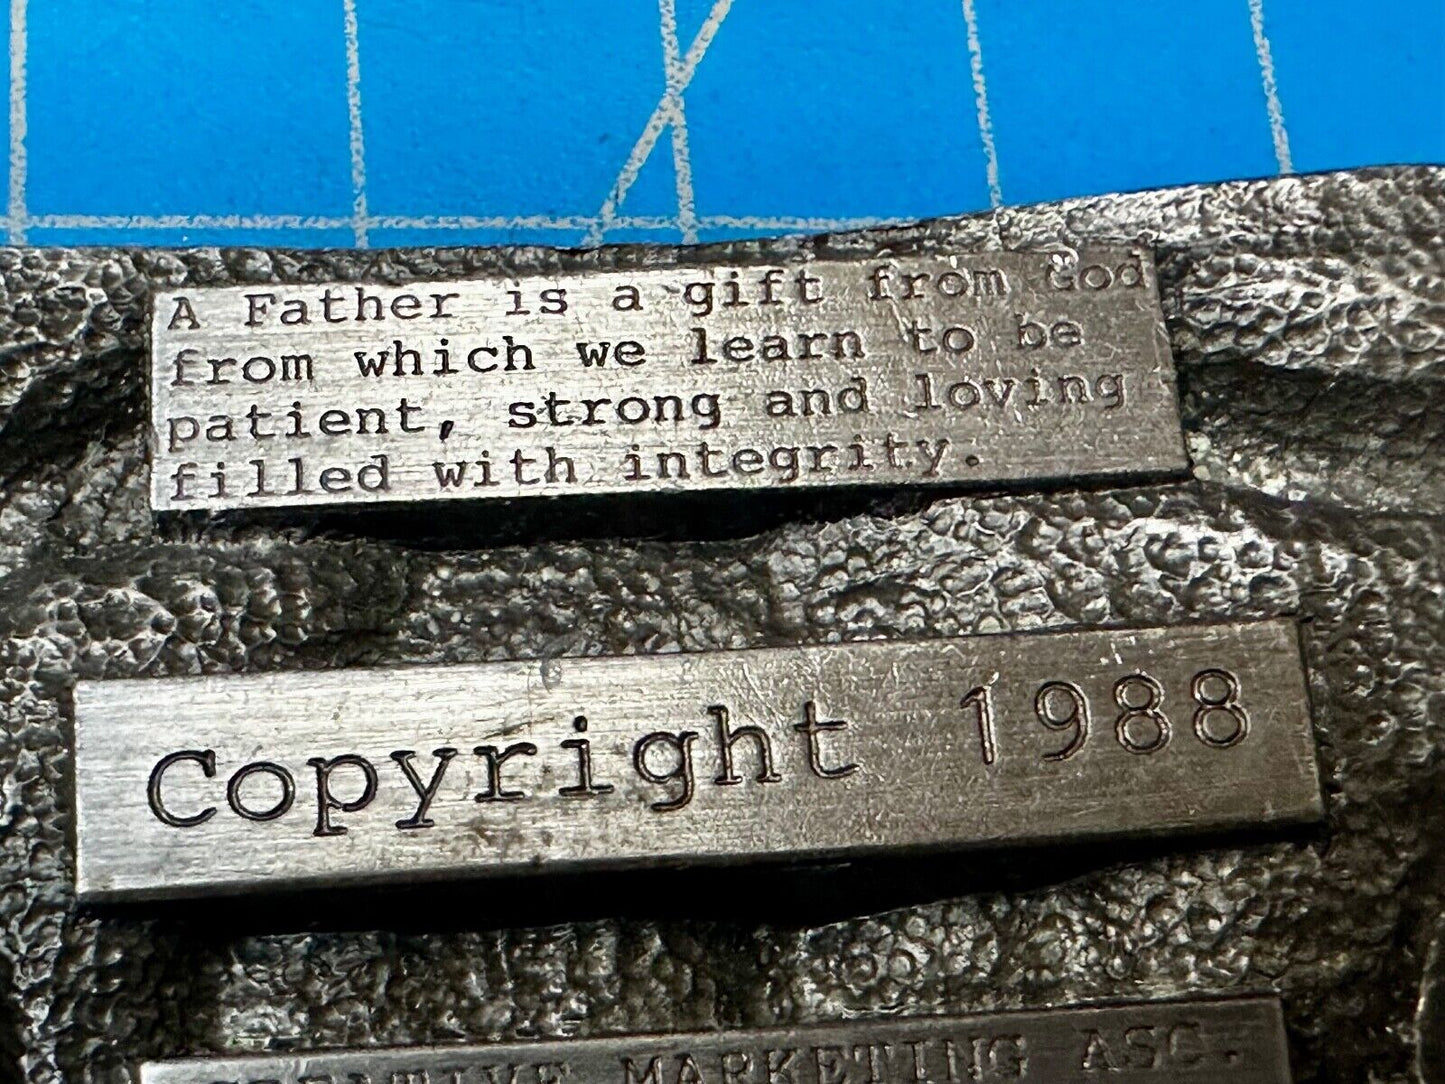 A Father is a gift from God
from which we learn to be
patient, strong and loving
filled with integrity.
Copyright 1988
MARKETING ASC.